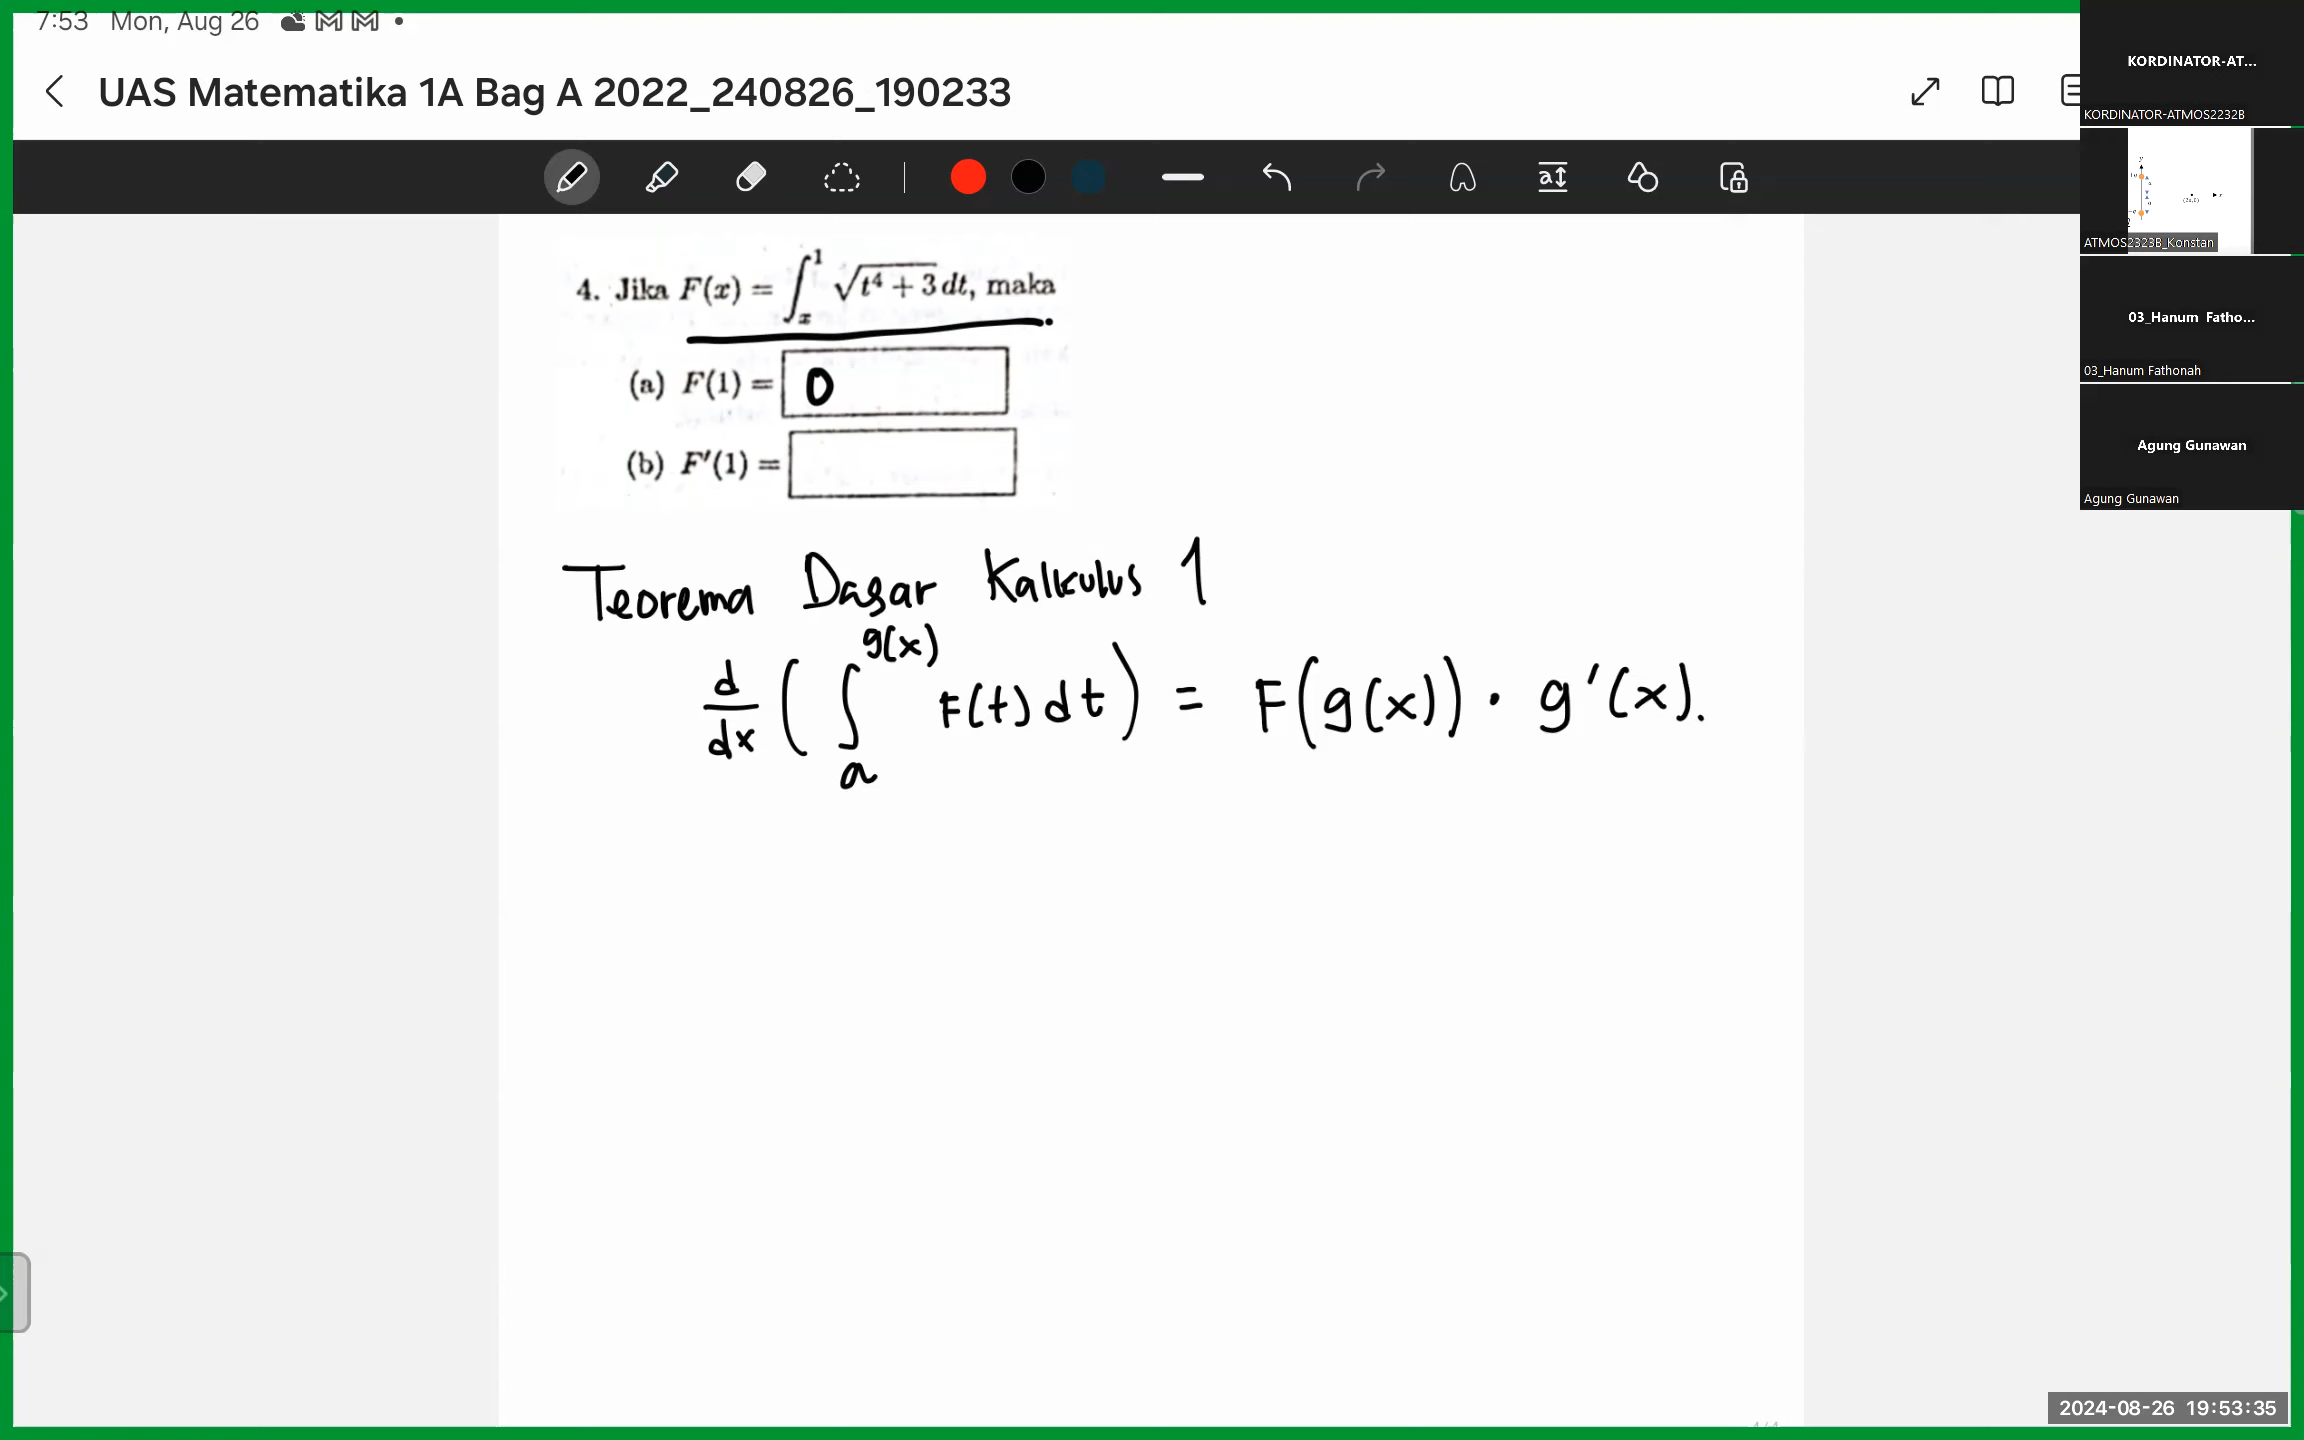 7:53 Mon, Aug 26
UAS Matematika 1A Bag A 2022_240826_190233
4. Jika F(x) = ∫_x^1 √(t⁴ + 3) dt, maka
(a) F(1) = 0
(b) F'(1) =
Teorema Dasar Kalkulus 1
d/dx ( ∫_a^{g(x)} F(t) dt ) = F(g(x)) · g'(x).
KORDINATOR-AT...
KORDINATOR-ATMOS2232B
ATMOS2323B_Konstan
03_Hanum Fatho...
03_Hanum Fathonah
Agung Gunawan
Agung Gunawan
2024-08-26 19:53:35